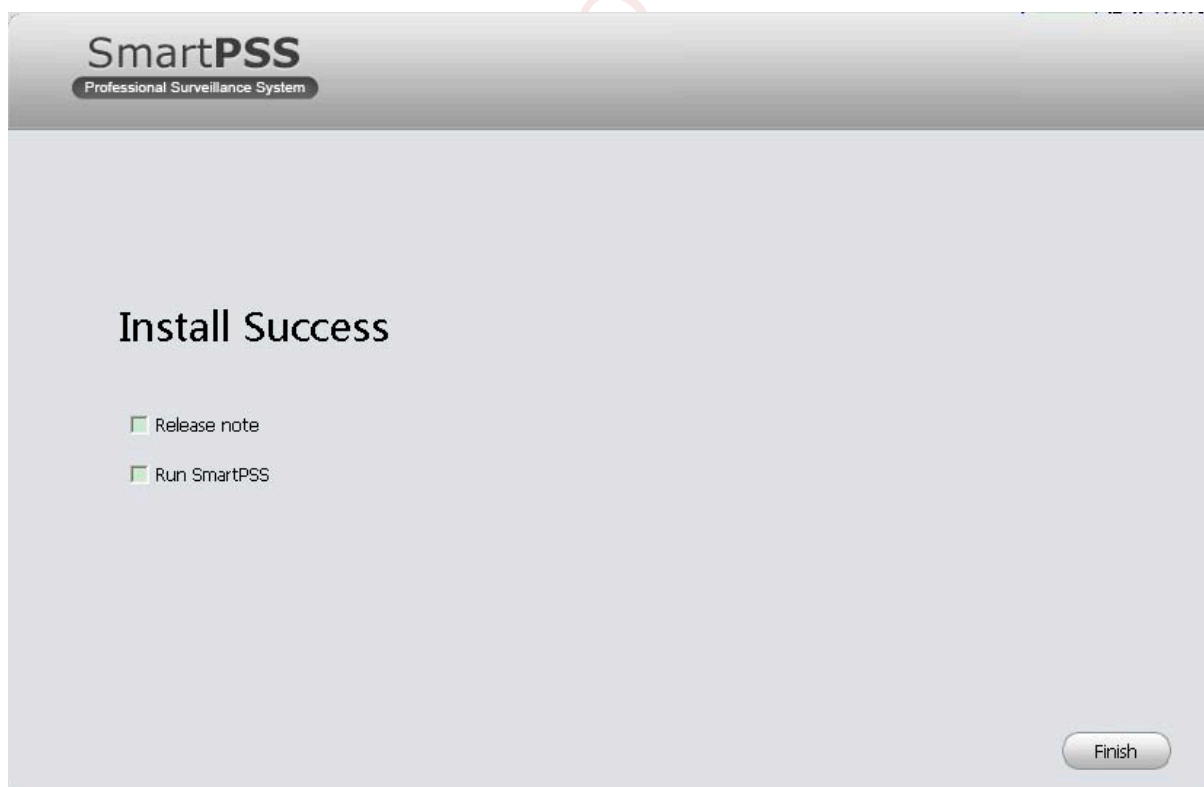 SmartPSS
Professional Surveillance System
Install Success
Release note
Run SmartPSS
Finish